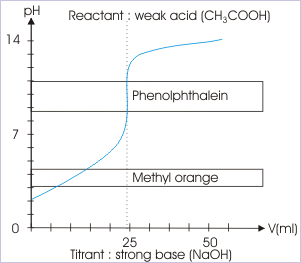 pH
Reactant : weak acid (CH₃COOH)
14
Phenolphthalein
7
Methyl orange
0
25
50
V(ml)
Titrant : strong base (NaOH)